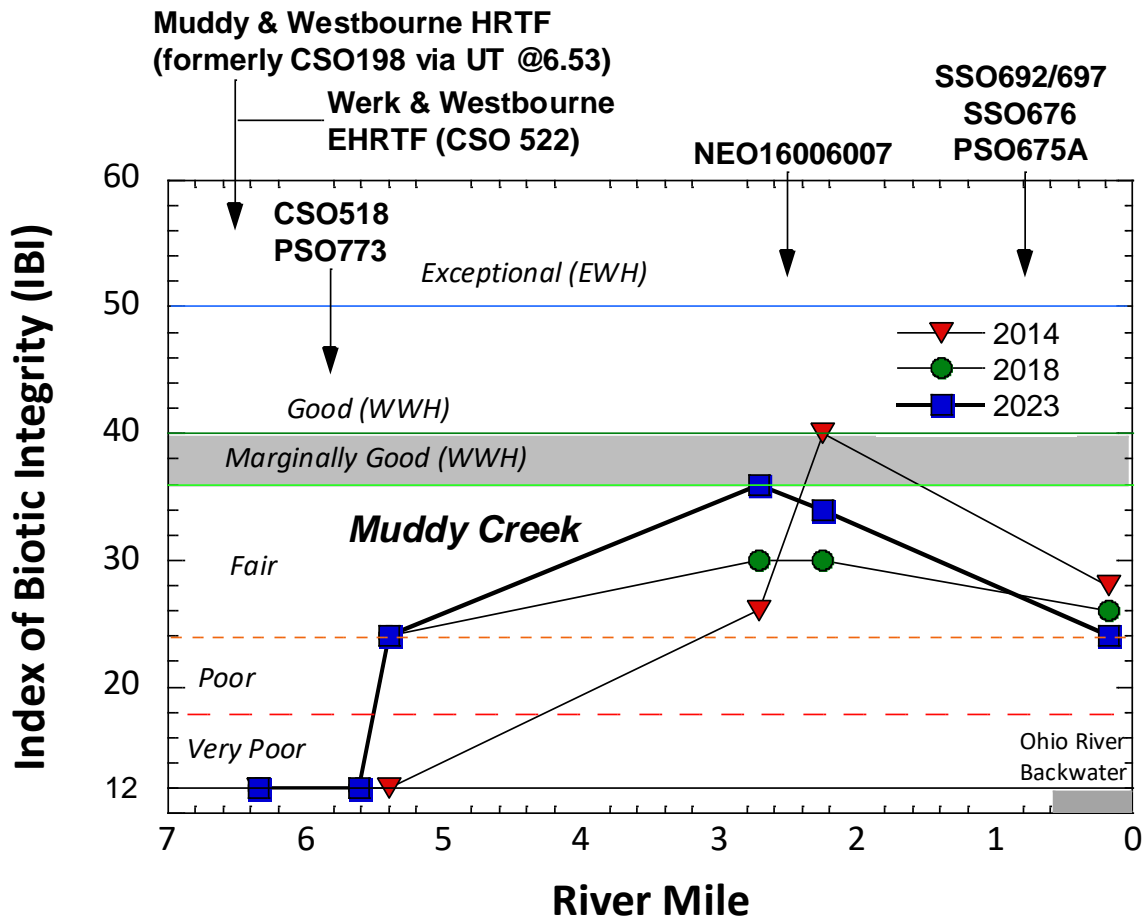 Muddy & Westbourne HRTF
(formerly CSO198 via UT @6.53)
Werk & Westbourne
EHRTF (CSO 522)
SSO692/697
SSO676
PSO675A
NEO16006007
CSO518
PSO773
Exceptional (EWH)
2014
2018
2023
Good (WWH)
Marginally Good (WWH)
Muddy Creek
Fair
Poor
Very Poor
Ohio River
Backwater
Index of Biotic Integrity (IBI)
60
50
40
30
20
12
7 6 5 4 3 2 1 0
River Mile